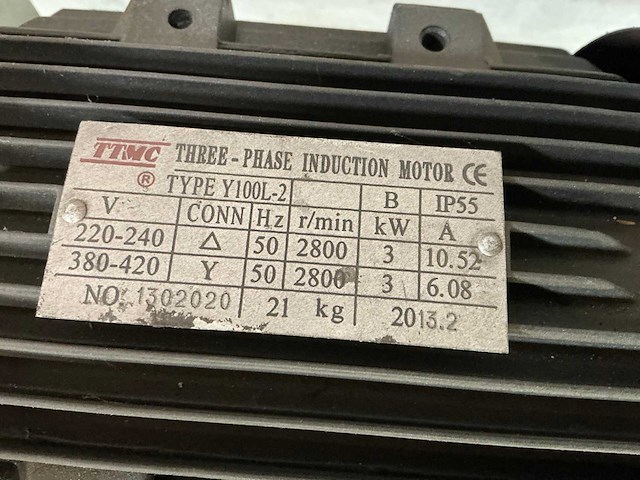 TTMC THREE-PHASE INDUCTION MOTOR CE
® TYPE Y100L-2 B IP55
V CONN Hz r/min kW A
220-240 Δ 50 2800 3 10.52
380-420 Y 50 2800 3 6.08
NO: 1302020 21 kg 2013.2